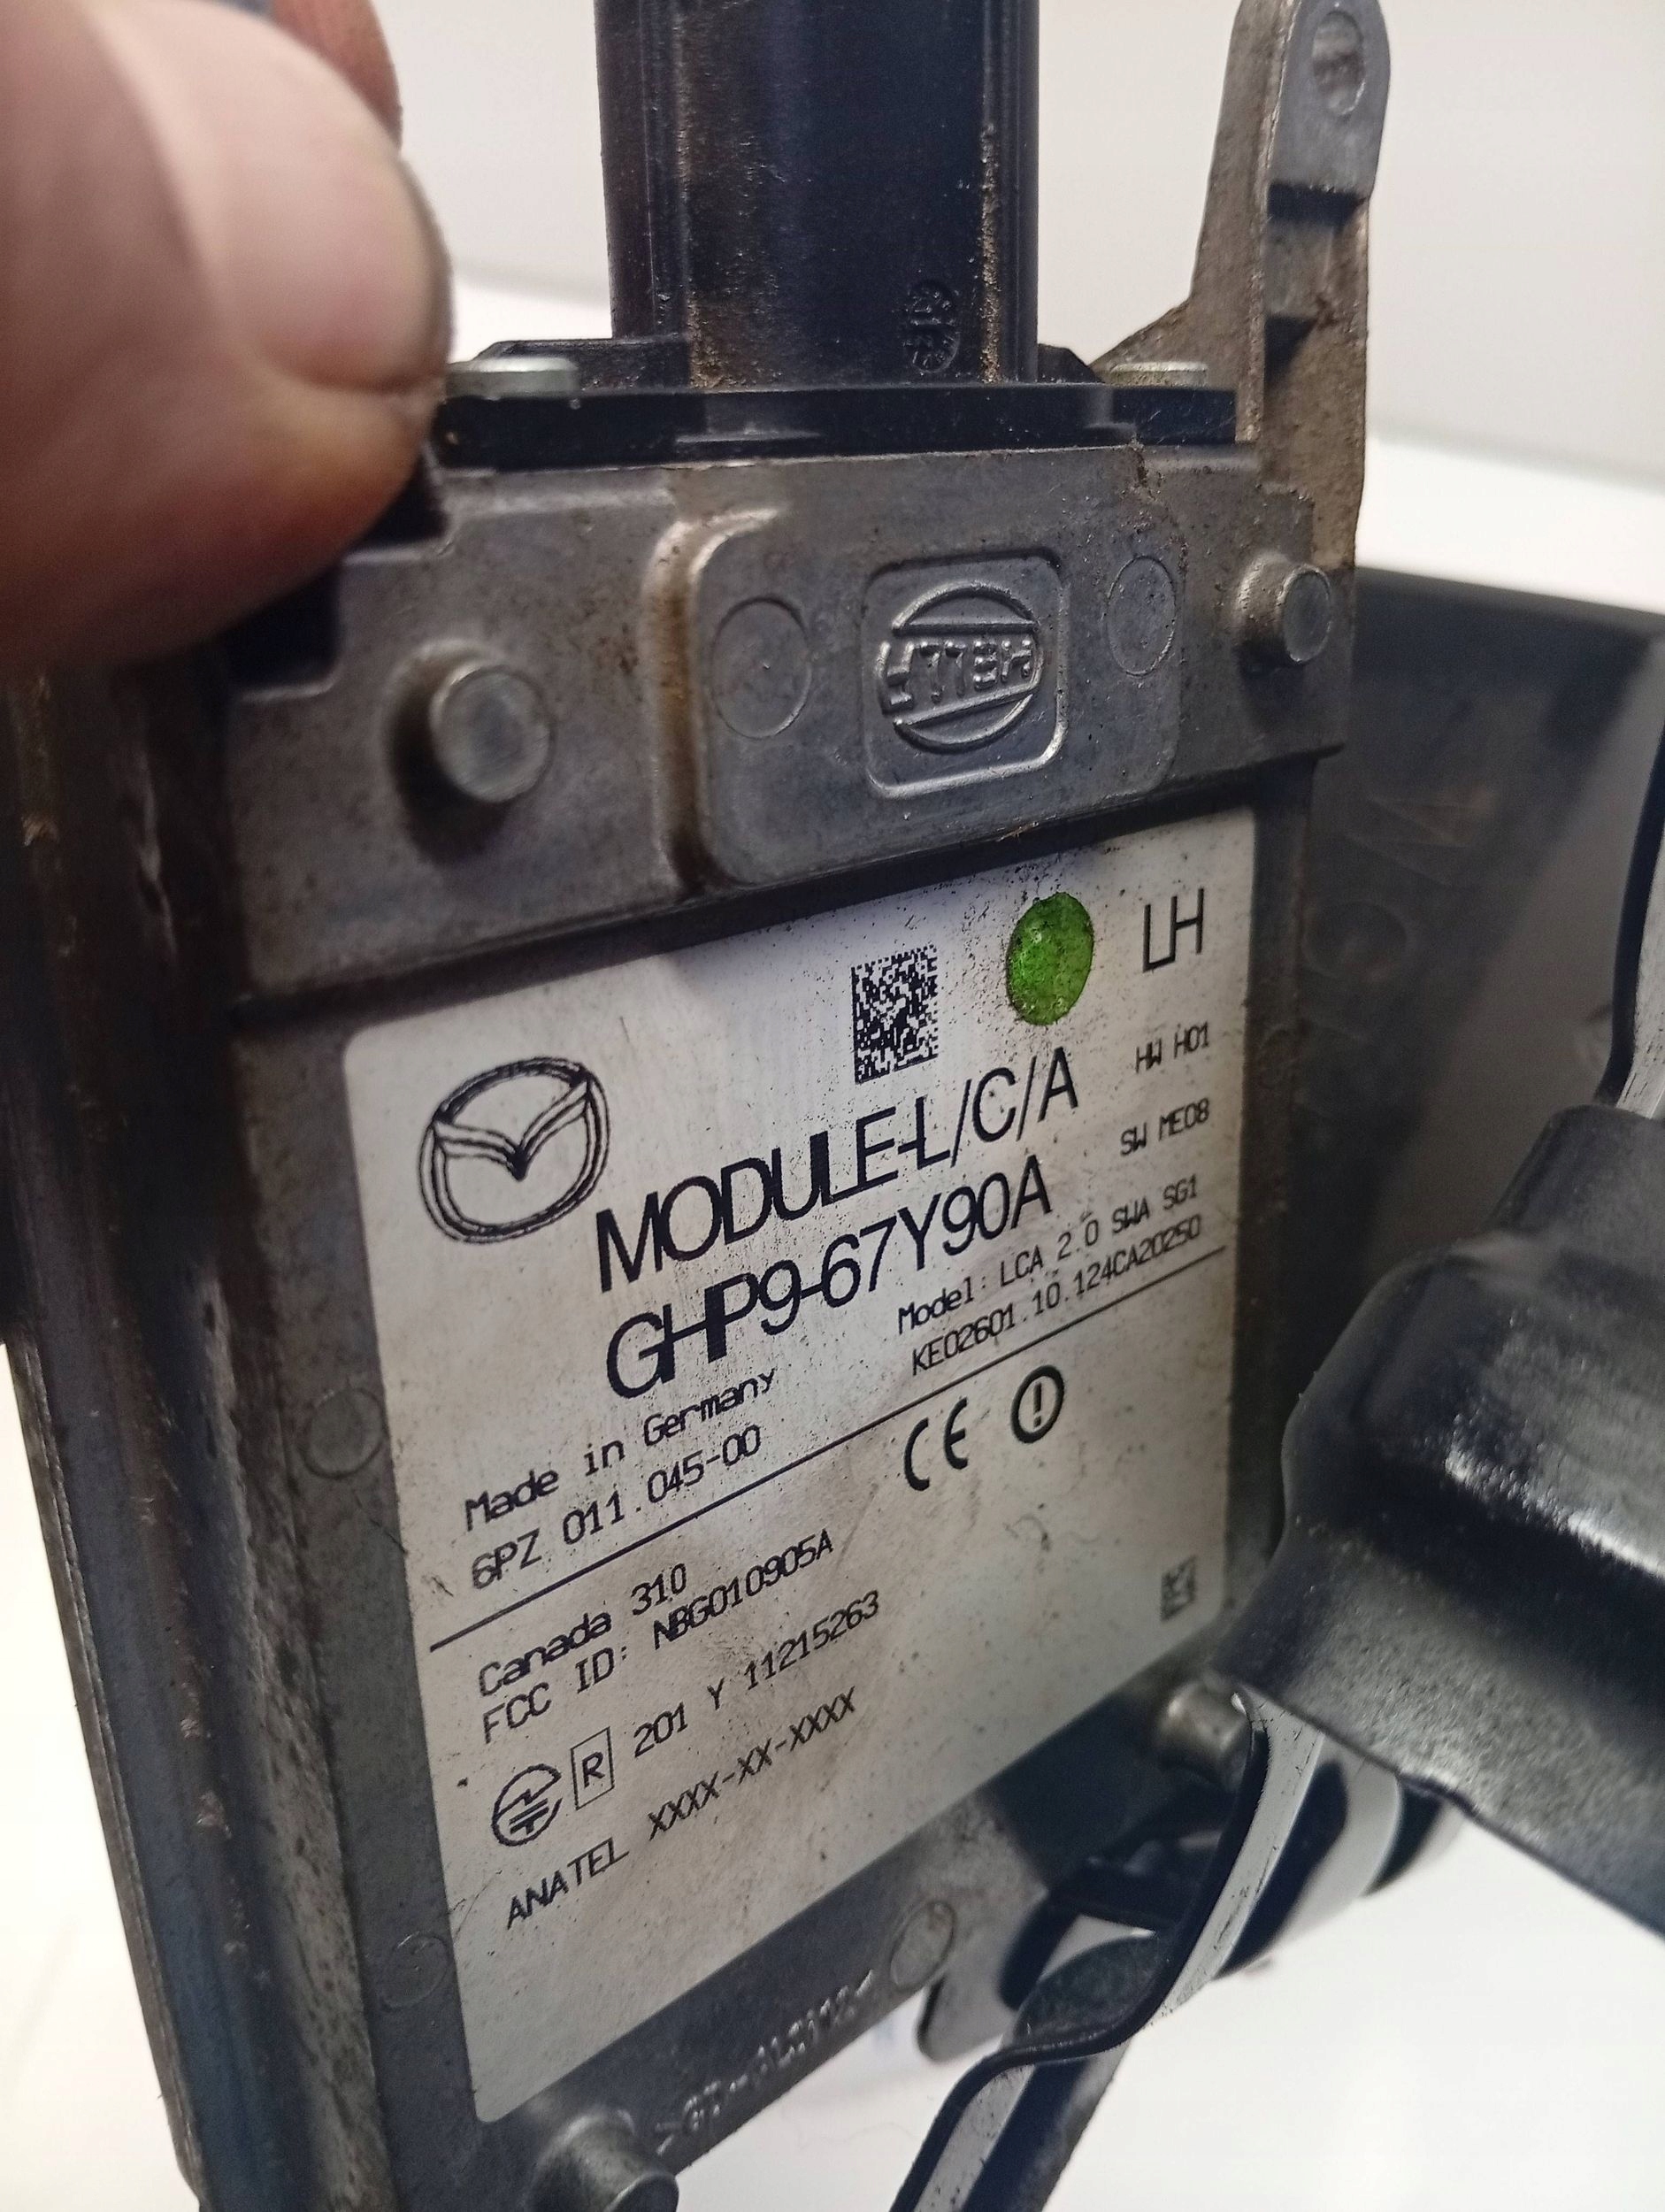 HELLA
LH
HW H01
MODULE-L/C/A
SW ME08
GHP9-67Y90A
Model: LCA 2.0 SWA SG1
Made in Germany
KE02601.10.124CA20250
6PZ 011.045-00
CE
Canada 310
FCC ID: NBG010905A
R 201 Y 11215263
ANATEL XXXX-XX-XXXX